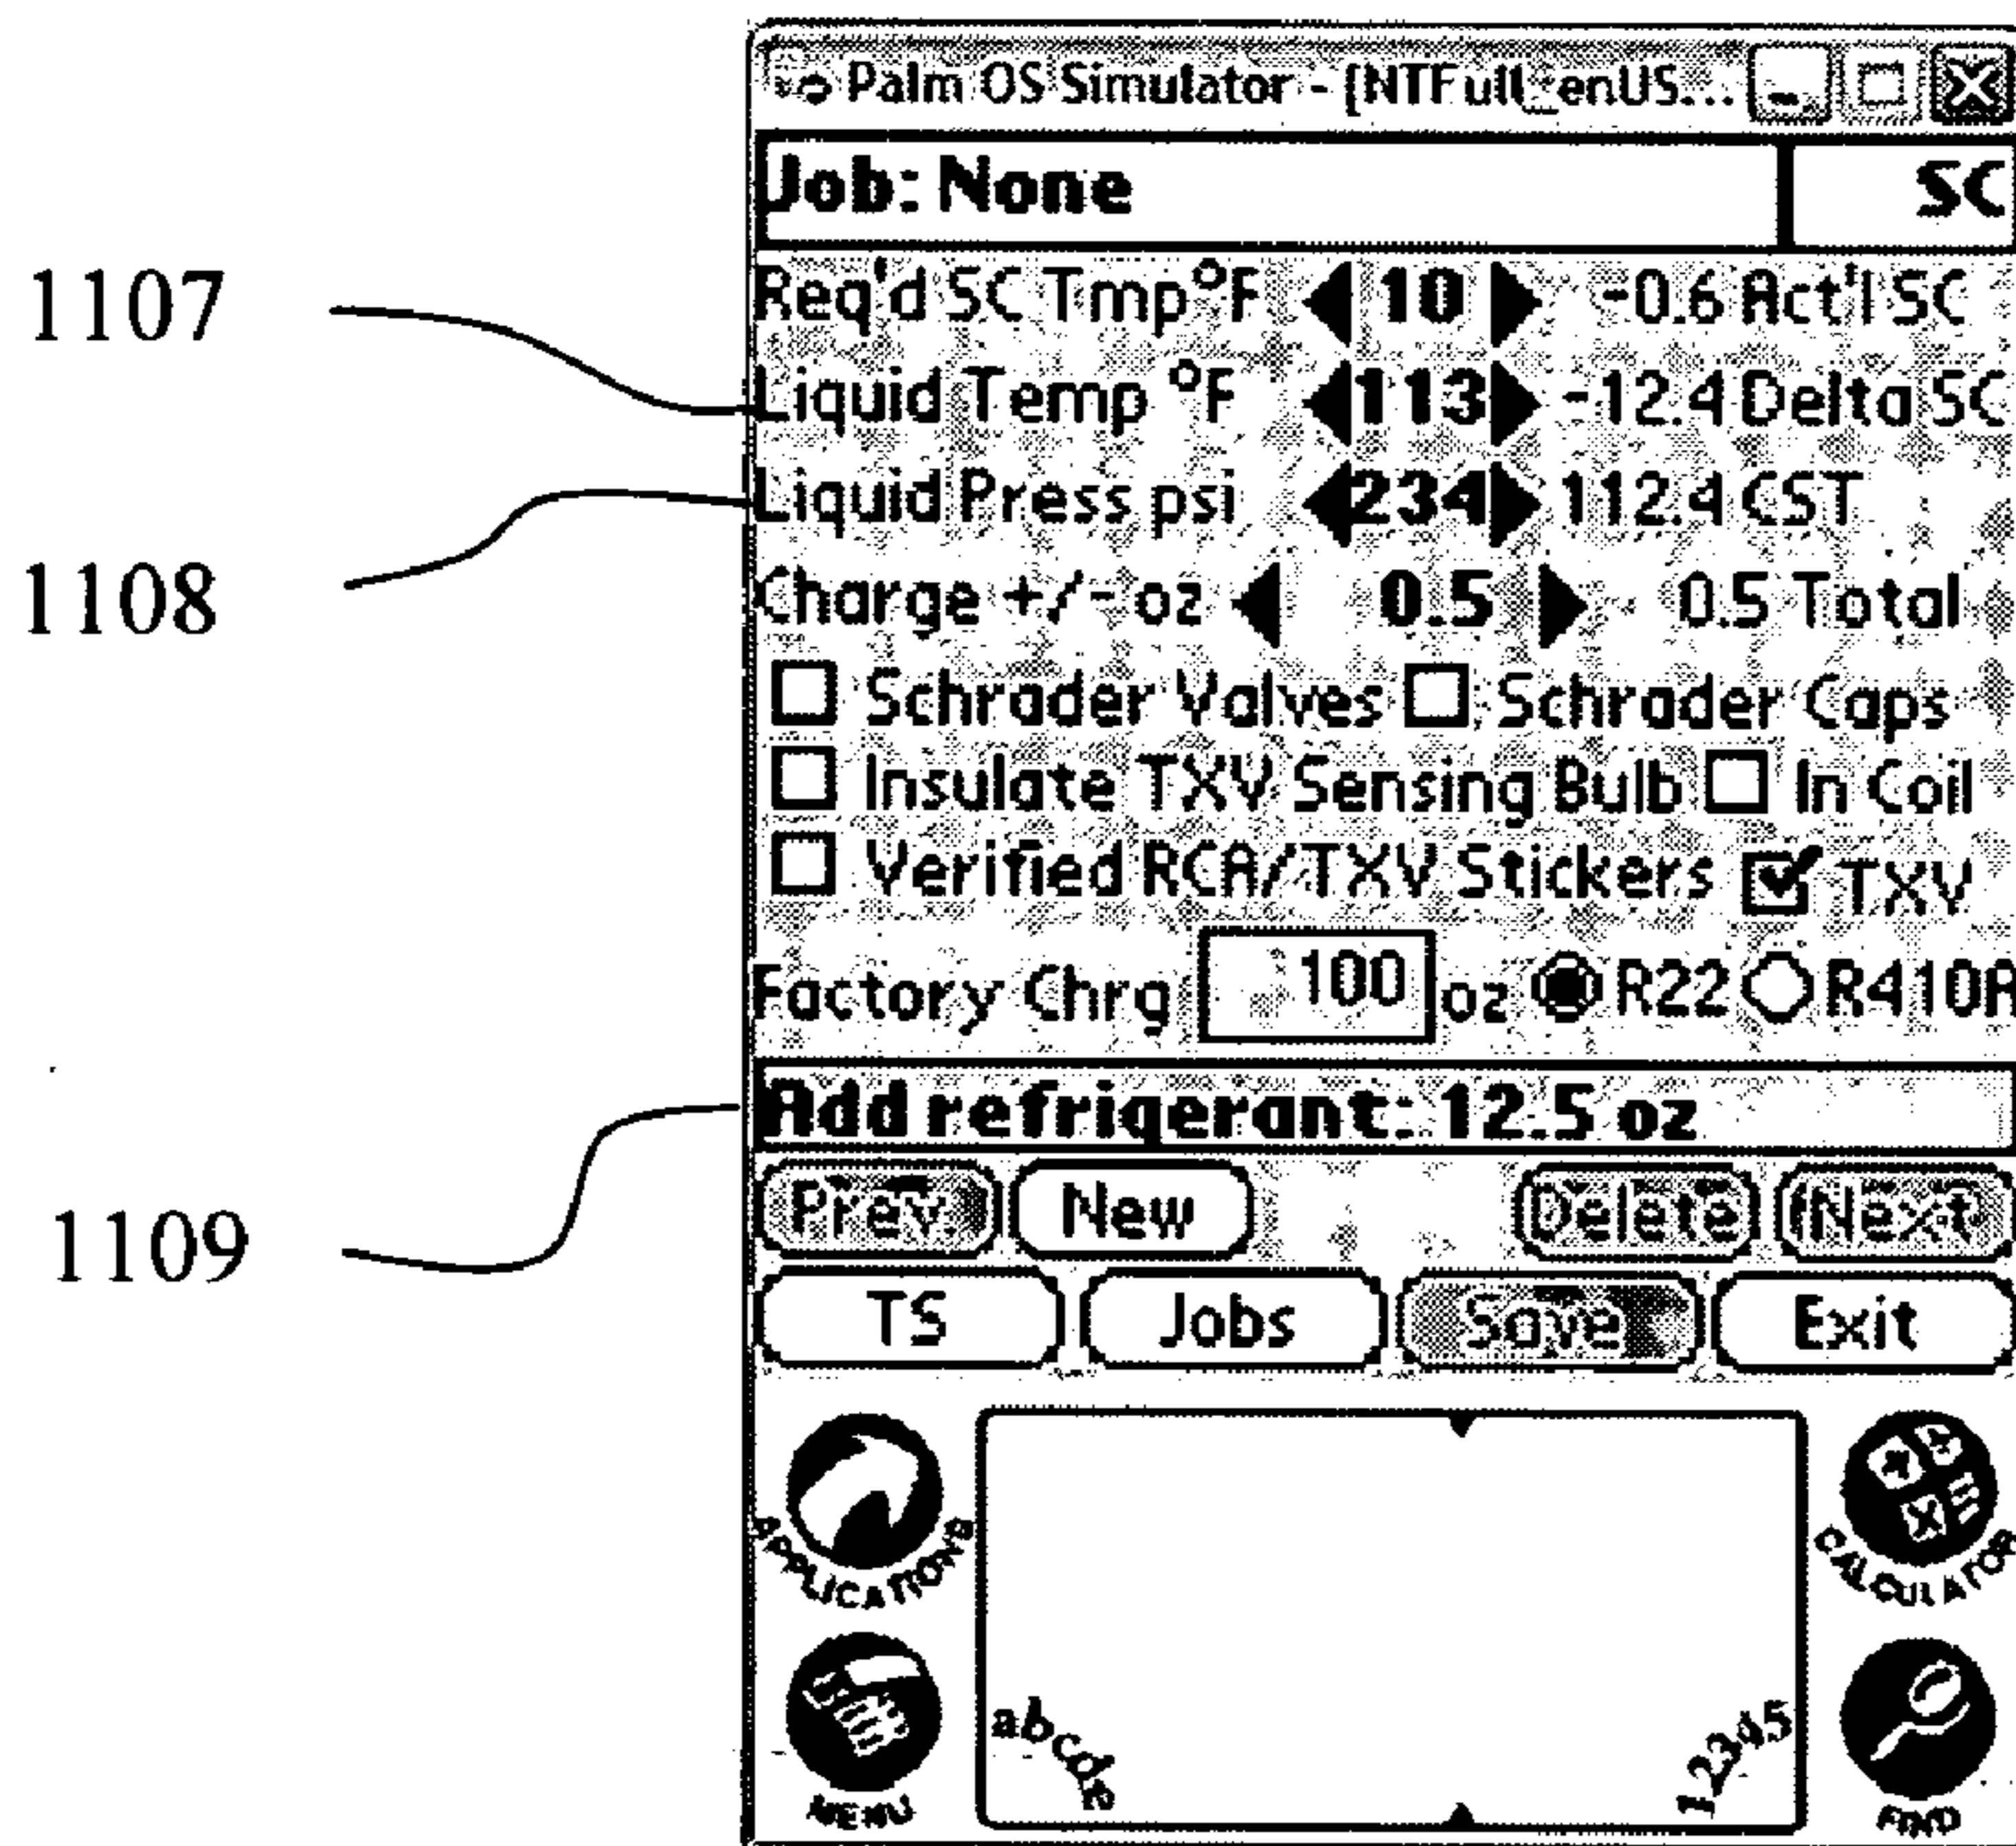 Palm OS Simulator - [NTFull_enUS...
Job: None SC
1107
Req'd SC Tmp °F 10 -0.6 Act'l SC
Liquid Temp °F 113 -12.4 Delta SC
Liquid Press psi 234 112.4 CST
1108
Charge +/- oz 0.5 0.5 Total
Schrader Valves Schrader Caps
Insulate TXV Sensing Bulb In Coil
Verified RCA/TXV Stickers TXV
Factory Chrg 100 oz R22 R410A
Add refrigerant: 12.5 oz
1109
Prev. New Delete Next
TS Jobs Save Exit
APPLICATIONS CALCULATOR
abcde 12345
MENU FIND